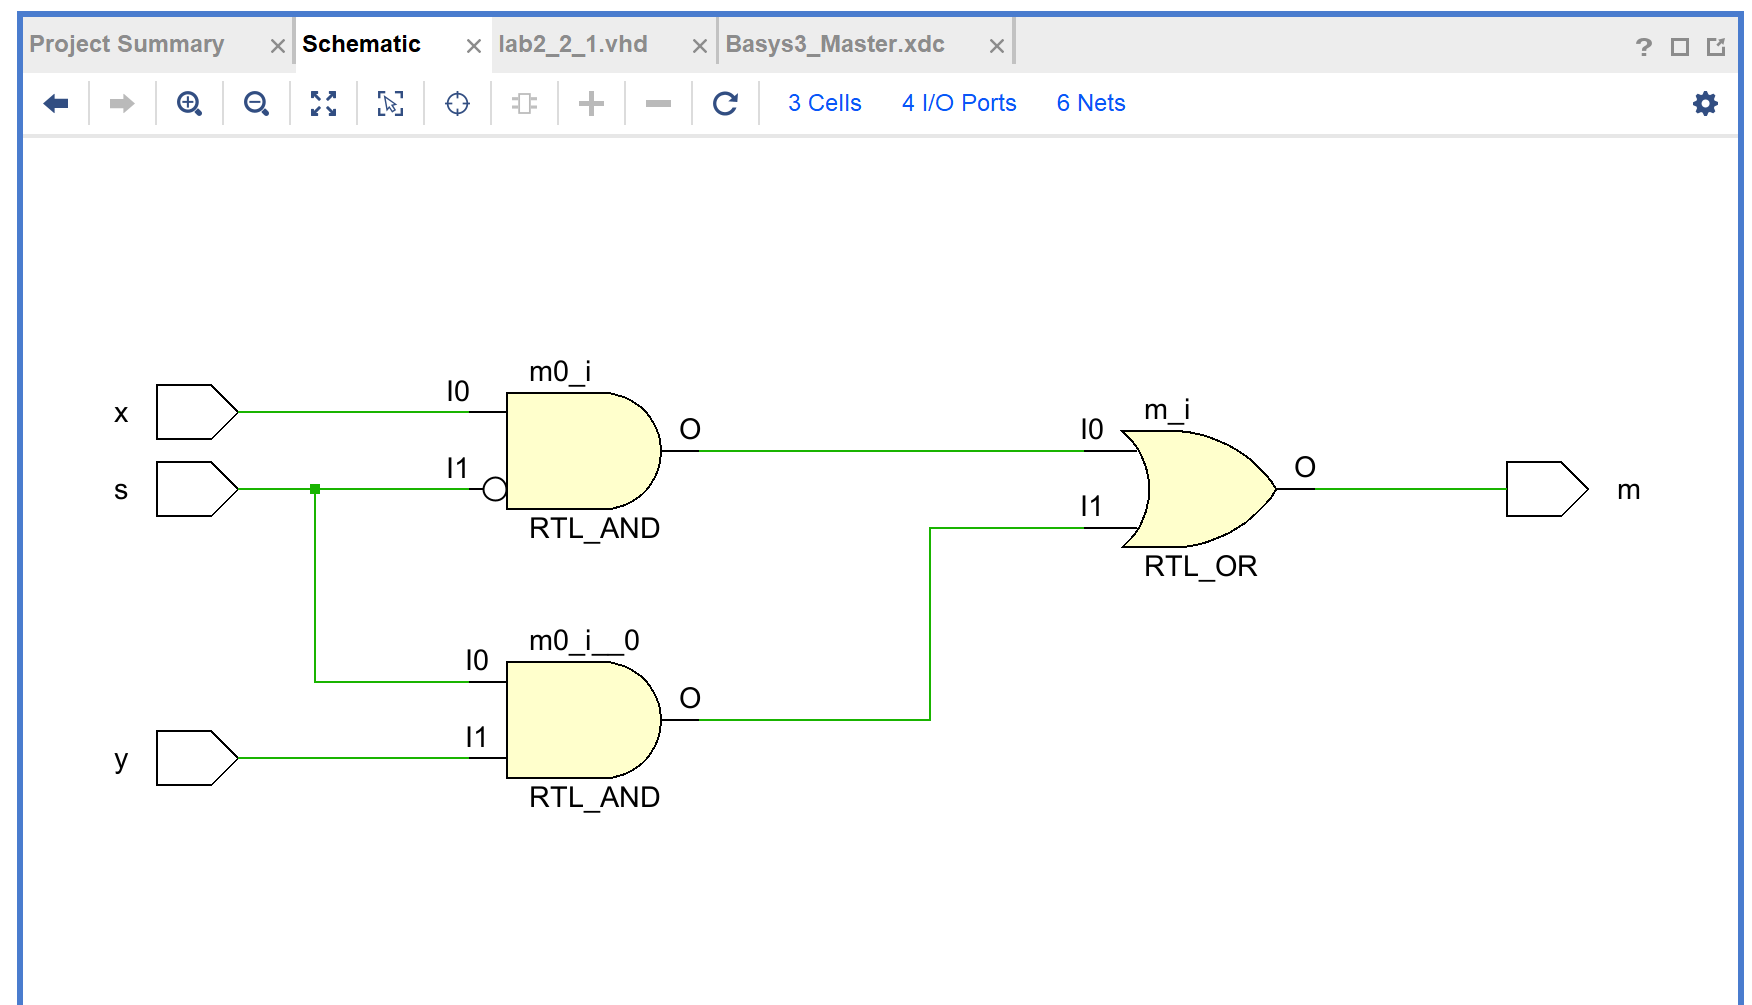 Project Summary
Schematic
lab2_2_1.vhd
Basys3_Master.xdc
?
3 Cells
4 I/O Ports
6 Nets
m0_i
x
I0
O
s
I1
RTL_AND
m_i
I0
I1
O
RTL_OR
m
m0_i__0
I0
O
I1
y
RTL_AND